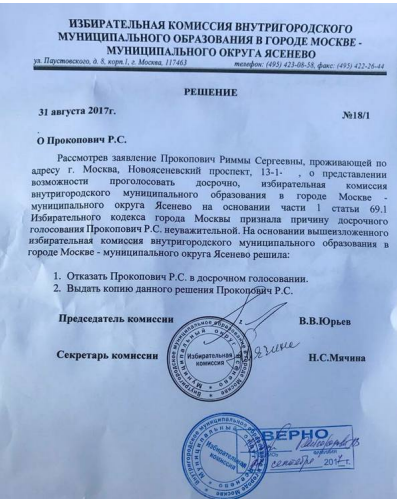 ИЗБИРАТЕЛЬНАЯ КОМИССИЯ ВНУТРИГОРОДСКОГО
МУНИЦИПАЛЬНОГО ОБРАЗОВАНИЯ В ГОРОДЕ МОСКВЕ -
МУНИЦИПАЛЬНОГО ОКРУГА ЯСЕНЕВО
ул. Паустовского, д. 8, корп.1, г. Москва, 117463 телефон: (495) 423-08-58, факс: (495) 422-26-44
РЕШЕНИЕ
31 августа 2017г. №18/1
О Прокопович Р.С.
Рассмотрев заявление Прокопович Риммы Сергеевны, проживающей по
адресу г. Москва, Новоясеневский проспект, 13-1- , о представлении
возможности проголосовать досрочно, избирательная комиссия
внутригородского муниципального образования в городе Москве -
муниципального округа Ясенево на основании части 1 статьи 69.1
Избирательного кодекса города Москвы признала причину досрочного
голосования Прокопович Р.С. неуважительной. На основании вышеизложенного
избирательная комиссия внутригородского муниципального образования в
городе Москве - муниципального округа Ясенево решила:
1. Отказать Прокопович Р.С. в досрочном голосовании.
2. Выдать копию данного решения Прокопович Р.С.
Председатель комиссии В.В.Юрьев
Избирательная
комиссия
Секретарь комиссии Н.С.Мячина
ВЕРНО
Избирательная
комиссия
сентября 2017г.